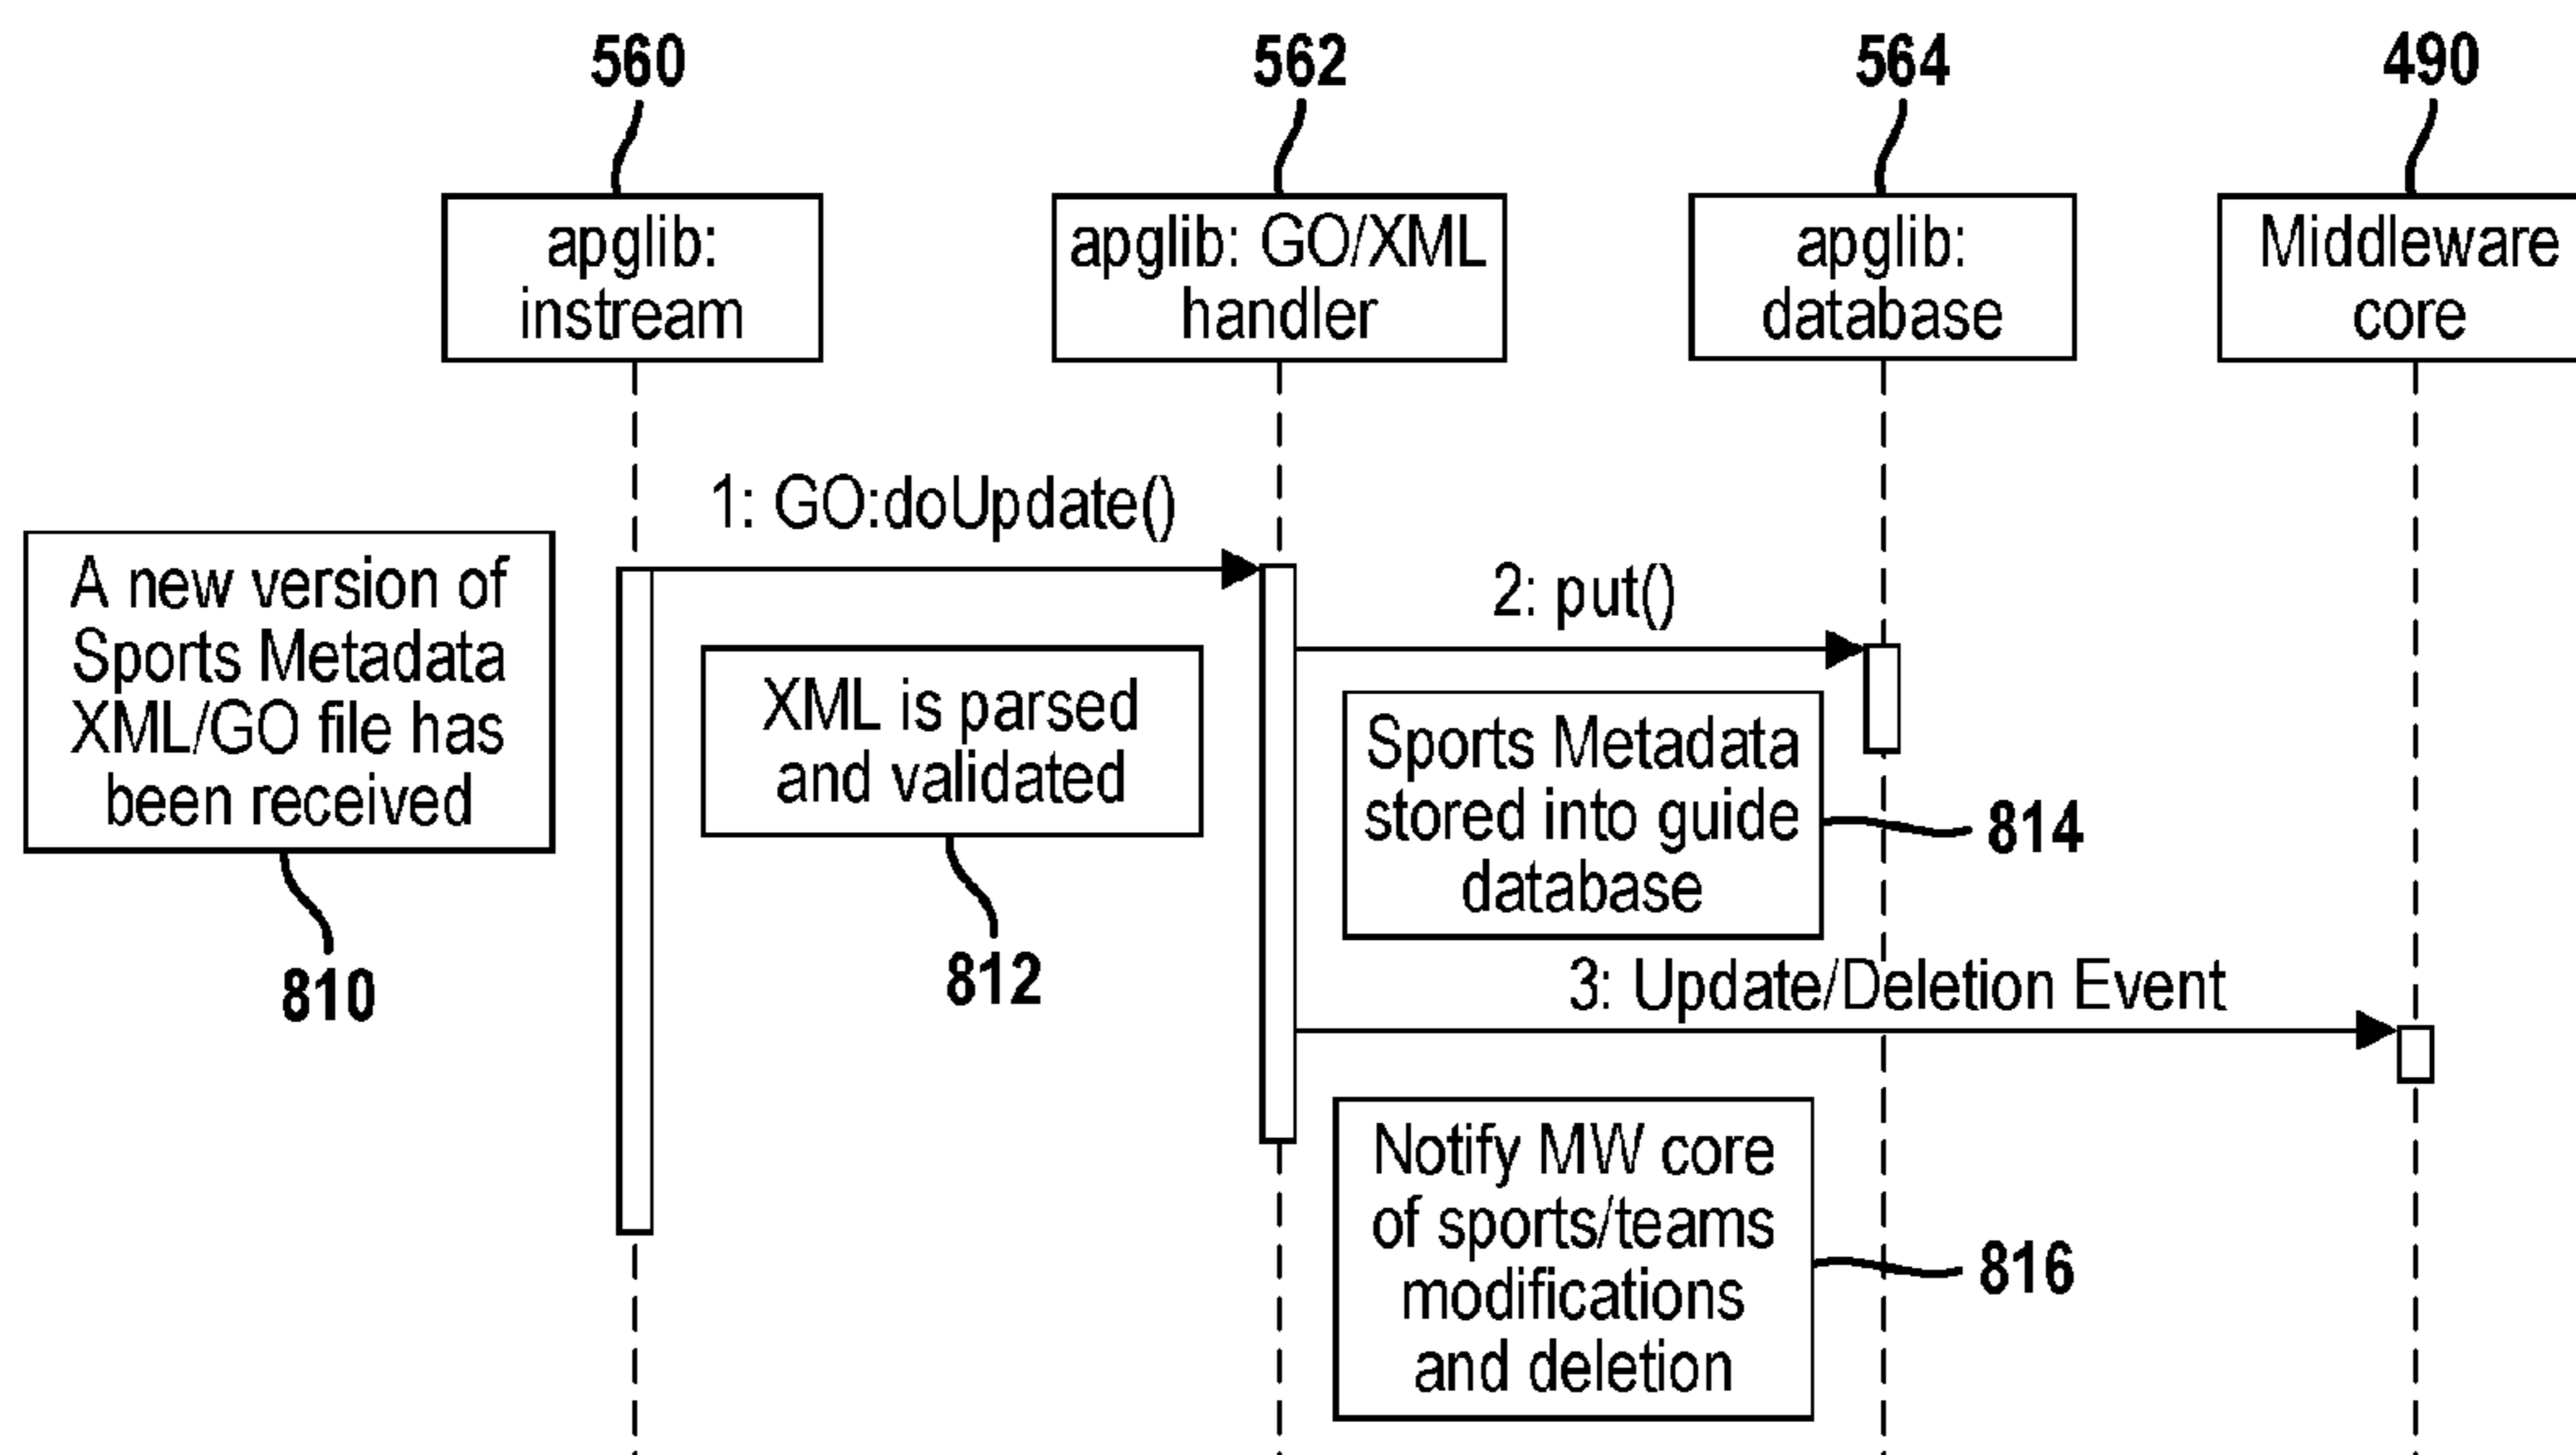 560
562
564
490
apglib:
instream
apglib: GO/XML
handler
apglib:
database
Middleware
core
1: GO:doUpdate()
A new version of
Sports Metadata
XML/GO file has
been received
810
XML is parsed
and validated
812
2: put()
Sports Metadata
stored into guide
database
814
3: Update/Deletion Event
Notify MW core
of sports/teams
modifications
and deletion
816